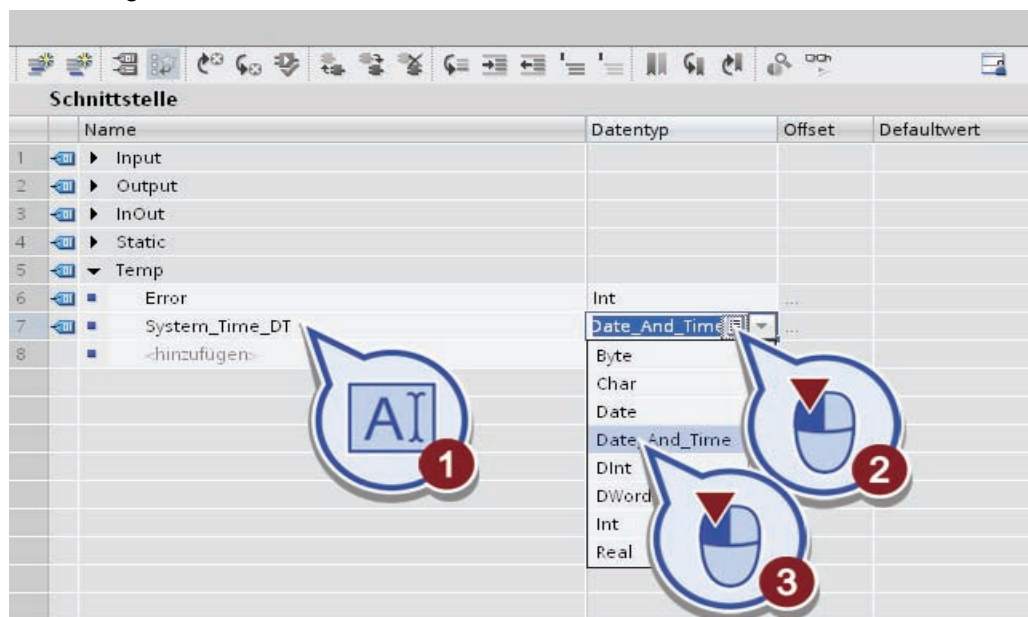 Schnittstelle
Name Datentyp Offset Defaultwert
1 Input
2 Output
3 InOut
4 Static
5 Temp
6 Error Int ...
7 System_Time_DT Date_And_Time ...
8 <hinzufügen>
Byte
Char
Date
Date_And_Time
DInt
DWord
Int
Real
AI
1
2
3